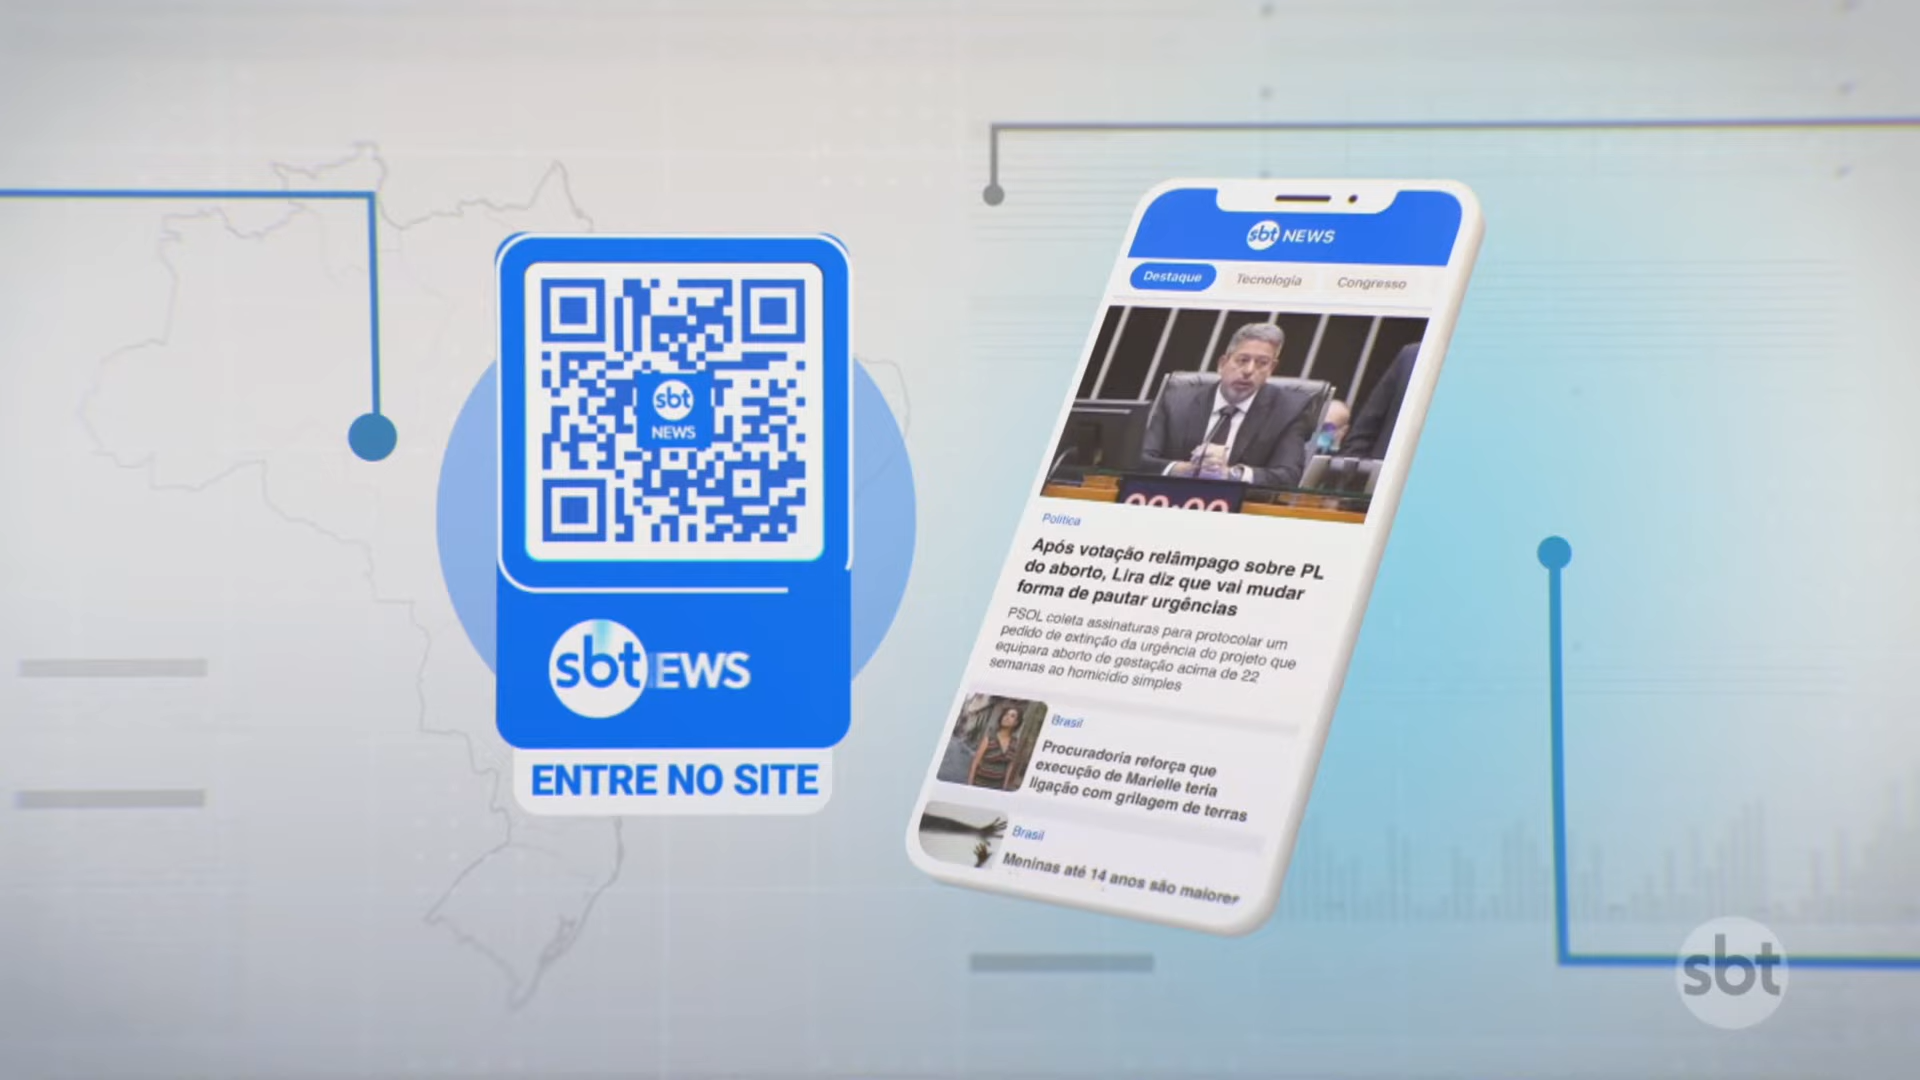 sbt
NEWS
sbt
EWS
ENTRE NO SITE
sbt NEWS
Destaque
Tecnologia
Congresso
00:00
Política
Após votação relâmpago sobre PL
do aborto, Lira diz que vai mudar
forma de pautar urgências
PSOL coleta assinaturas para protocolar um
pedido de extinção da urgência do projeto que
equipara aborto de gestação acima de 22
semanas ao homicídio simples
Brasil
Procuradoria reforça que
execução de Marielle teria
ligação com grilagem de terras
Brasil
Meninas até 14 anos são maiores
sbt